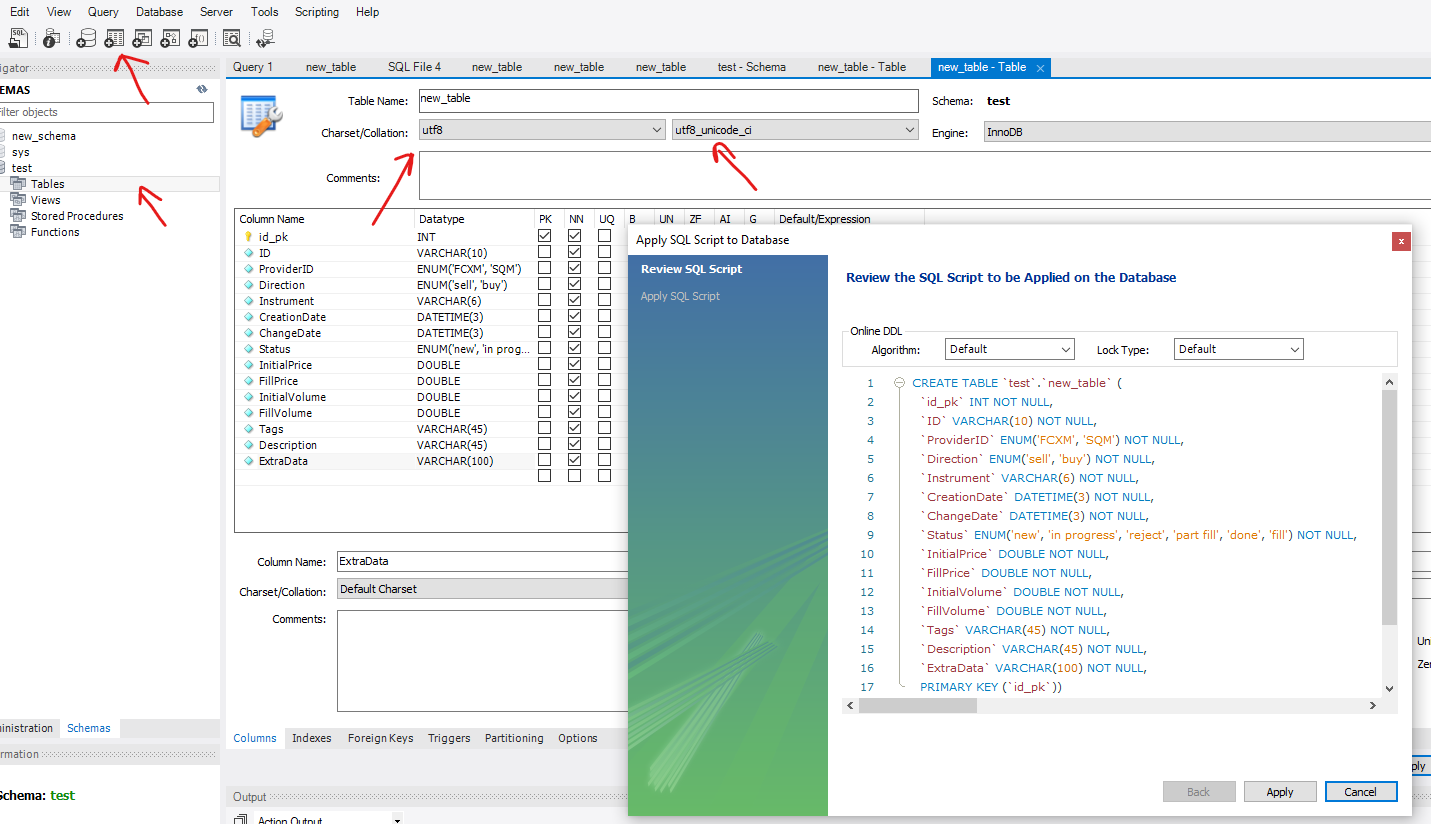 Edit View Query Database Server Tools Scripting Help
SQL
Query 1 new_table SQL File 4 new_table new_table new_table test - Schema new_table - Table new_table - Table
EMAS
ilter objects
new_schema
sys
test
Tables
Views
Stored Procedures
Functions
Table Name: new_table Schema: test
Charset/Collation: utf8 utf8_unicode_ci Engine: InnoDB
Comments:
Column Name Datatype PK NN UQ B UN ZF AI G Default/Expression
id_pk INT
ID VARCHAR(10)
ProviderID ENUM('FCXM', 'SQM')
Direction ENUM('sell', 'buy')
Instrument VARCHAR(6)
CreationDate DATETIME(3)
ChangeDate DATETIME(3)
Status ENUM('new', 'in prog...
InitialPrice DOUBLE
FillPrice DOUBLE
InitialVolume DOUBLE
FillVolume DOUBLE
Tags VARCHAR(45)
Description VARCHAR(45)
ExtraData VARCHAR(100)
Column Name: ExtraData
Charset/Collation: Default Charset
Comments:
Columns Indexes Foreign Keys Triggers Partitioning Options
inistration Schemas
rmation
Schema: test
Output
Action Output
Apply SQL Script to Database
Review SQL Script
Apply SQL Script
Review the SQL Script to be Applied on the Database
Online DDL
Algorithm: Default Lock Type: Default
1 CREATE TABLE `test`.`new_table` (
2 `id_pk` INT NOT NULL,
3 `ID` VARCHAR(10) NOT NULL,
4 `ProviderID` ENUM('FCXM', 'SQM') NOT NULL,
5 `Direction` ENUM('sell', 'buy') NOT NULL,
6 `Instrument` VARCHAR(6) NOT NULL,
7 `CreationDate` DATETIME(3) NOT NULL,
8 `ChangeDate` DATETIME(3) NOT NULL,
9 `Status` ENUM('new', 'in progress', 'reject', 'part fill', 'done', 'fill') NOT NULL,
10 `InitialPrice` DOUBLE NOT NULL,
11 `FillPrice` DOUBLE NOT NULL,
12 `InitialVolume` DOUBLE NOT NULL,
13 `FillVolume` DOUBLE NOT NULL,
14 `Tags` VARCHAR(45) NOT NULL,
15 `Description` VARCHAR(45) NOT NULL,
16 `ExtraData` VARCHAR(100) NOT NULL,
17 PRIMARY KEY (`id_pk`))
Back Apply Cancel
Un
Zer
ply